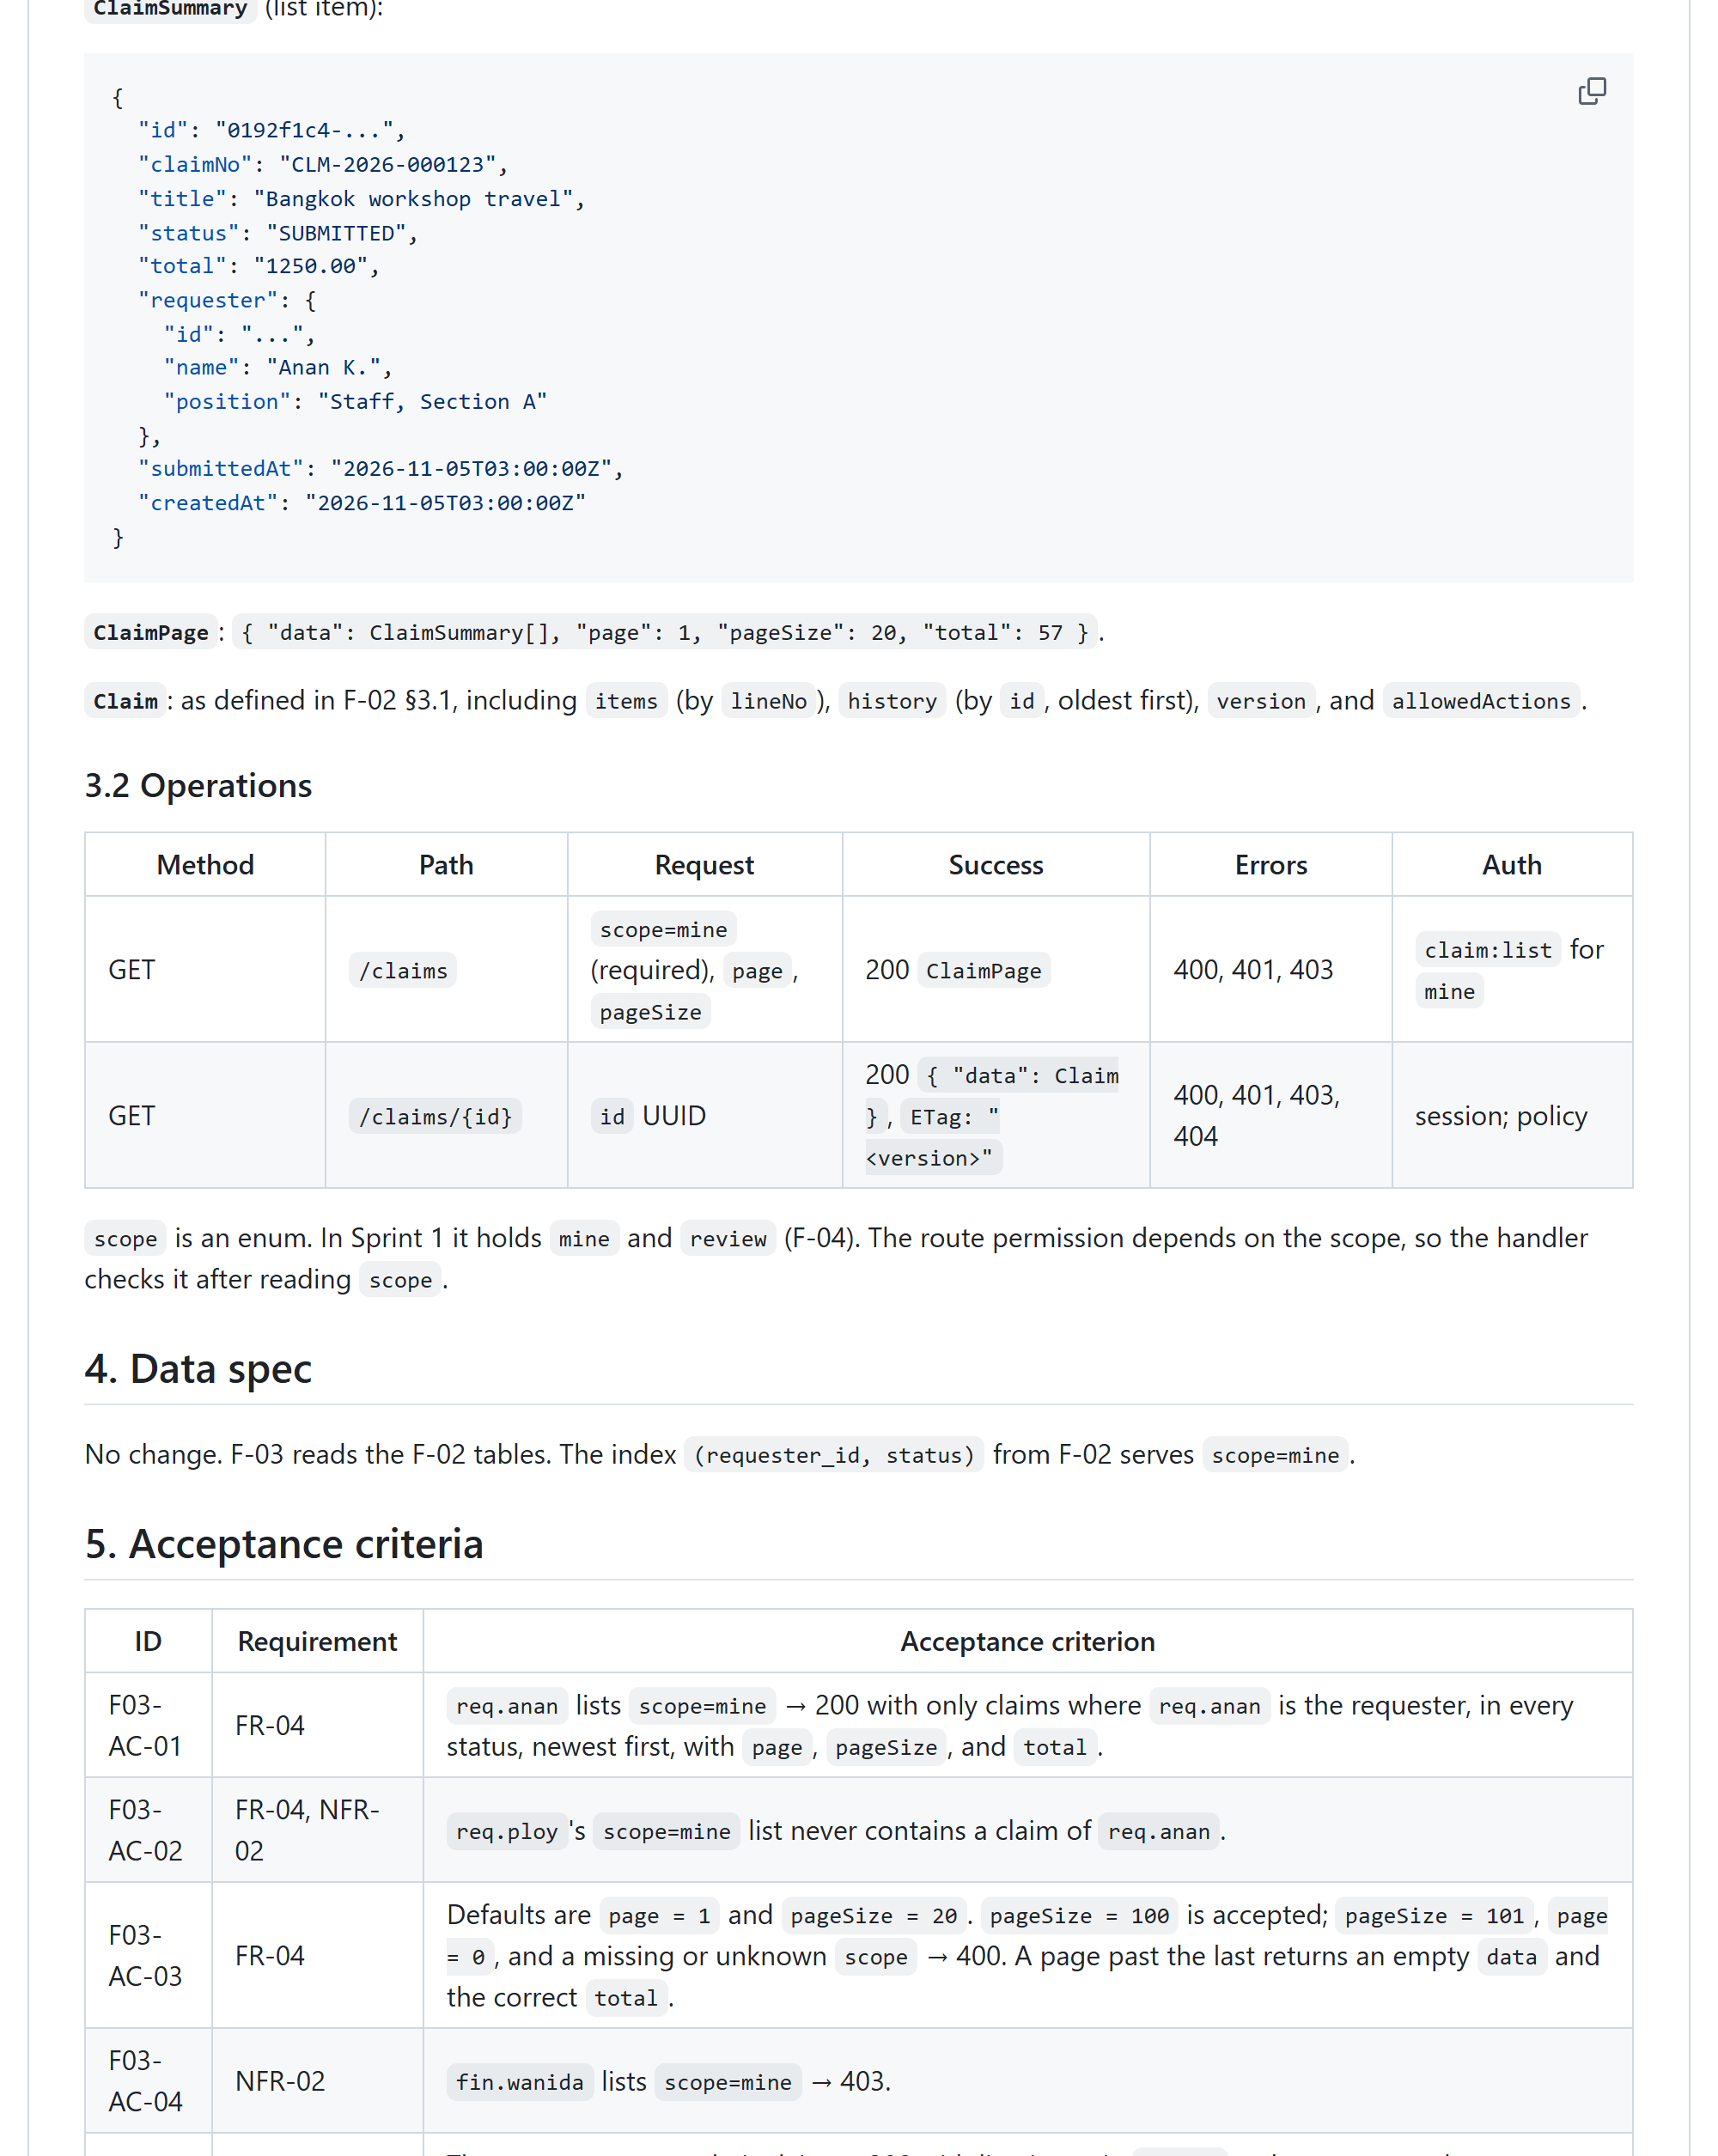 ClaimSummary (list item):
{
  "id": "0192f1c4-...",
  "claimNo": "CLM-2026-000123",
  "title": "Bangkok workshop travel",
  "status": "SUBMITTED",
  "total": "1250.00",
  "requester": {
    "id": "...",
    "name": "Anan K.",
    "position": "Staff, Section A"
  },
  "submittedAt": "2026-11-05T03:00:00Z",
  "createdAt": "2026-11-05T03:00:00Z"
}
ClaimPage: { "data": ClaimSummary[], "page": 1, "pageSize": 20, "total": 57 }.
Claim: as defined in F-02 §3.1, including items (by lineNo), history (by id, oldest first), version, and allowedActions.
3.2 Operations
Method Path Request Success Errors Auth
GET
/claims
scope=mine
(required), page,
pageSize
200 ClaimPage
400, 401, 403
claim:list for
mine
GET
/claims/{id}
id UUID
200 { "data": Claim
}, ETag: "
<version>"
400, 401, 403,
404
session; policy
scope is an enum. In Sprint 1 it holds mine and review (F-04). The route permission depends on the scope, so the handler
checks it after reading scope.
4. Data spec
No change. F-03 reads the F-02 tables. The index (requester_id, status) from F-02 serves scope=mine.
5. Acceptance criteria
ID Requirement Acceptance criterion
F03-
AC-01
FR-04
req.anan lists scope=mine → 200 with only claims where req.anan is the requester, in every
status, newest first, with page, pageSize, and total.
F03-
AC-02
FR-04, NFR-
02
req.ploy's scope=mine list never contains a claim of req.anan.
F03-
AC-03
FR-04
Defaults are page = 1 and pageSize = 20. pageSize = 100 is accepted; pageSize = 101, page
= 0, and a missing or unknown scope → 400. A page past the last returns an empty data and
the correct total.
F03-
AC-04
NFR-02
fin.wanida lists scope=mine → 403.